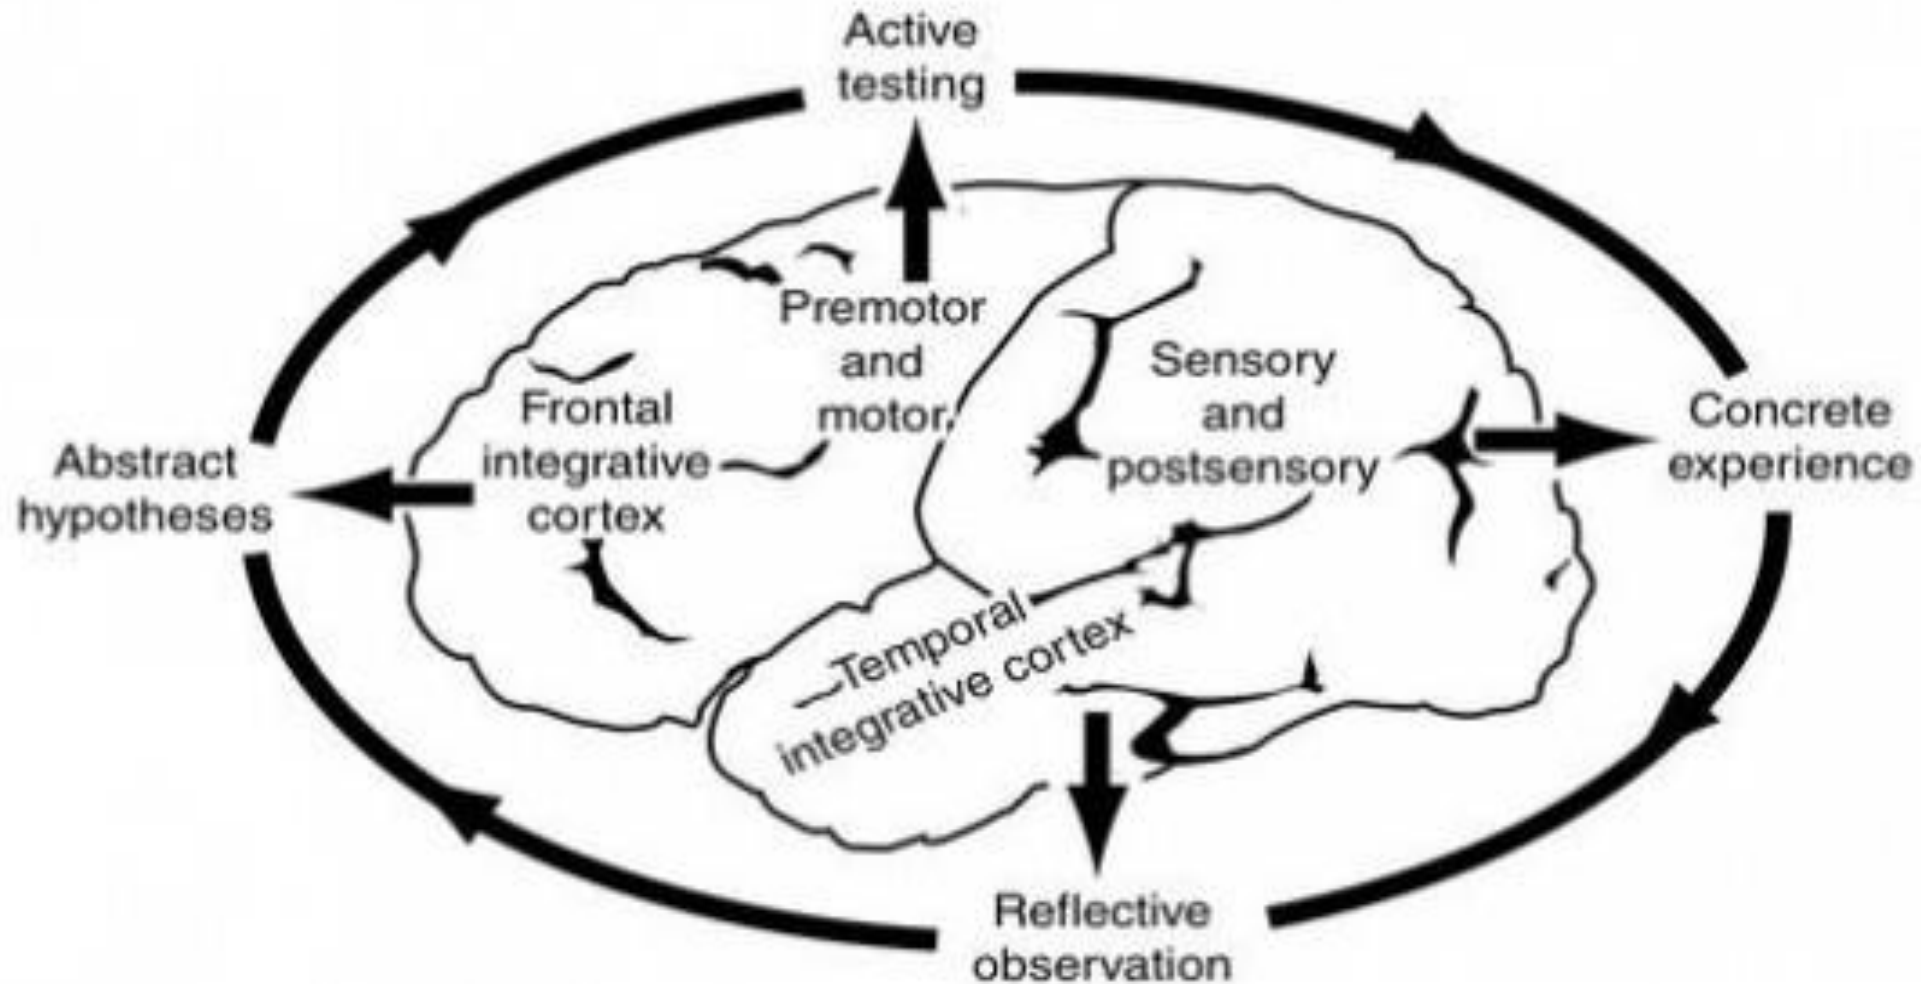 Active
testing
Premotor
and
motor
Sensory
and
postsensory
Frontal
integrative
cortex
Concrete
experience
Abstract
hypotheses
Temporal
integrative cortex
Reflective
observation